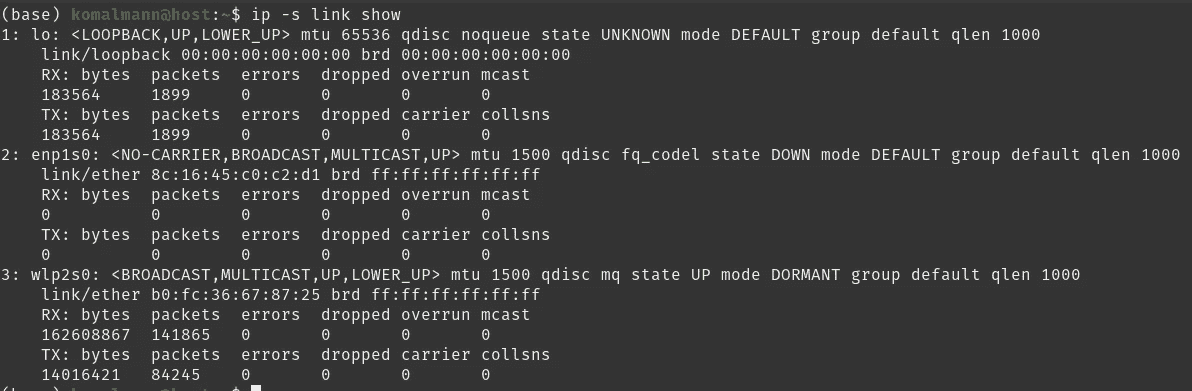 (base) komalmann@host:~$ ip -s link show
1: lo: <LOOPBACK,UP,LOWER_UP> mtu 65536 qdisc noqueue state UNKNOWN mode DEFAULT group default qlen 1000
    link/loopback 00:00:00:00:00:00 brd 00:00:00:00:00:00
    RX: bytes  packets  errors  dropped overrun mcast
    183564     1899     0       0       0       0
    TX: bytes  packets  errors  dropped carrier collsns
    183564     1899     0       0       0       0
2: enp1s0: <NO-CARRIER,BROADCAST,MULTICAST,UP> mtu 1500 qdisc fq_codel state DOWN mode DEFAULT group default qlen 1000
    link/ether 8c:16:45:c0:c2:d1 brd ff:ff:ff:ff:ff:ff
    RX: bytes  packets  errors  dropped overrun mcast
    0          0        0       0       0       0
    TX: bytes  packets  errors  dropped carrier collsns
    0          0        0       0       0       0
3: wlp2s0: <BROADCAST,MULTICAST,UP,LOWER_UP> mtu 1500 qdisc mq state UP mode DORMANT group default qlen 1000
    link/ether b0:fc:36:67:87:25 brd ff:ff:ff:ff:ff:ff
    RX: bytes  packets  errors  dropped overrun mcast
    162608867  141865   0       0       0       0
    TX: bytes  packets  errors  dropped carrier collsns
    14016421   84245    0       0       0       0